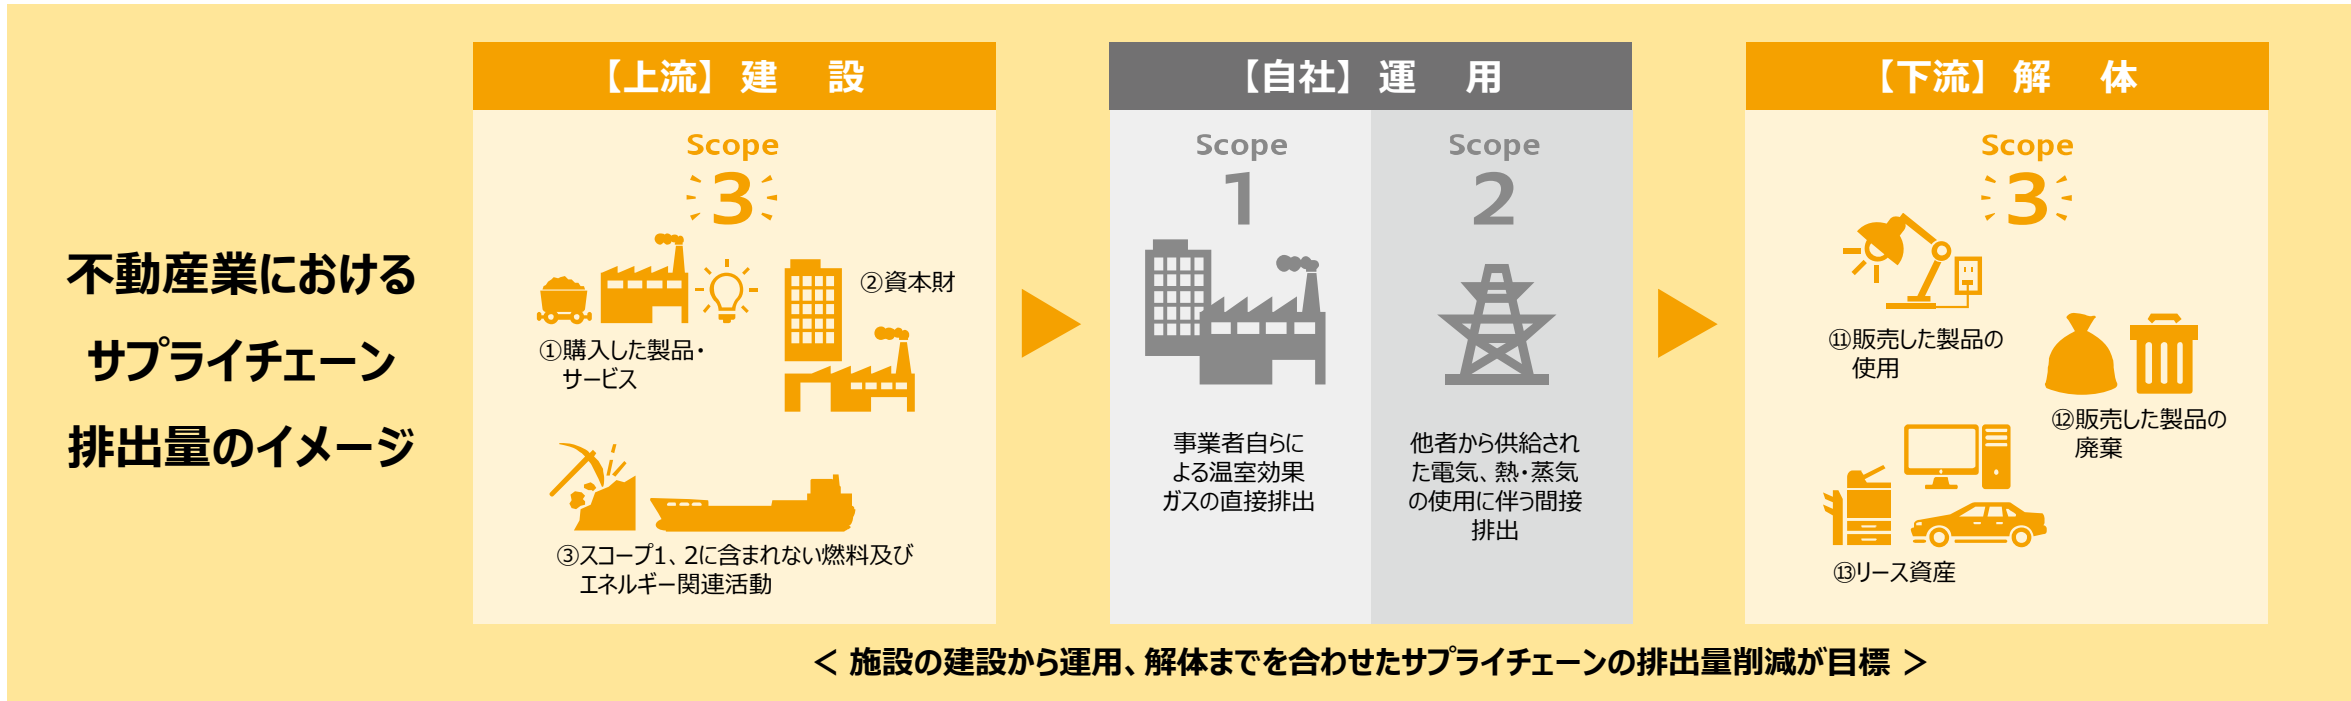 不動産業における
サプライチェーン
排出量のイメージ
【上流】建 設
Scope
3
①購入した製品・
サービス
②資本財
③スコープ1、2に含まれない燃料及び
エネルギー関連活動
【自社】運 用
Scope
1
事業者自らに
よる温室効果
ガスの直接排出
Scope
2
他者から供給され
た電気、熱・蒸気
の使用に伴う間接
排出
【下流】解 体
Scope
3
⑪販売した製品の
使用
⑫販売した製品の
廃棄
⑬リース資産
＜ 施設の建設から運用、解体までを合わせたサプライチェーンの排出量削減が目標 ＞